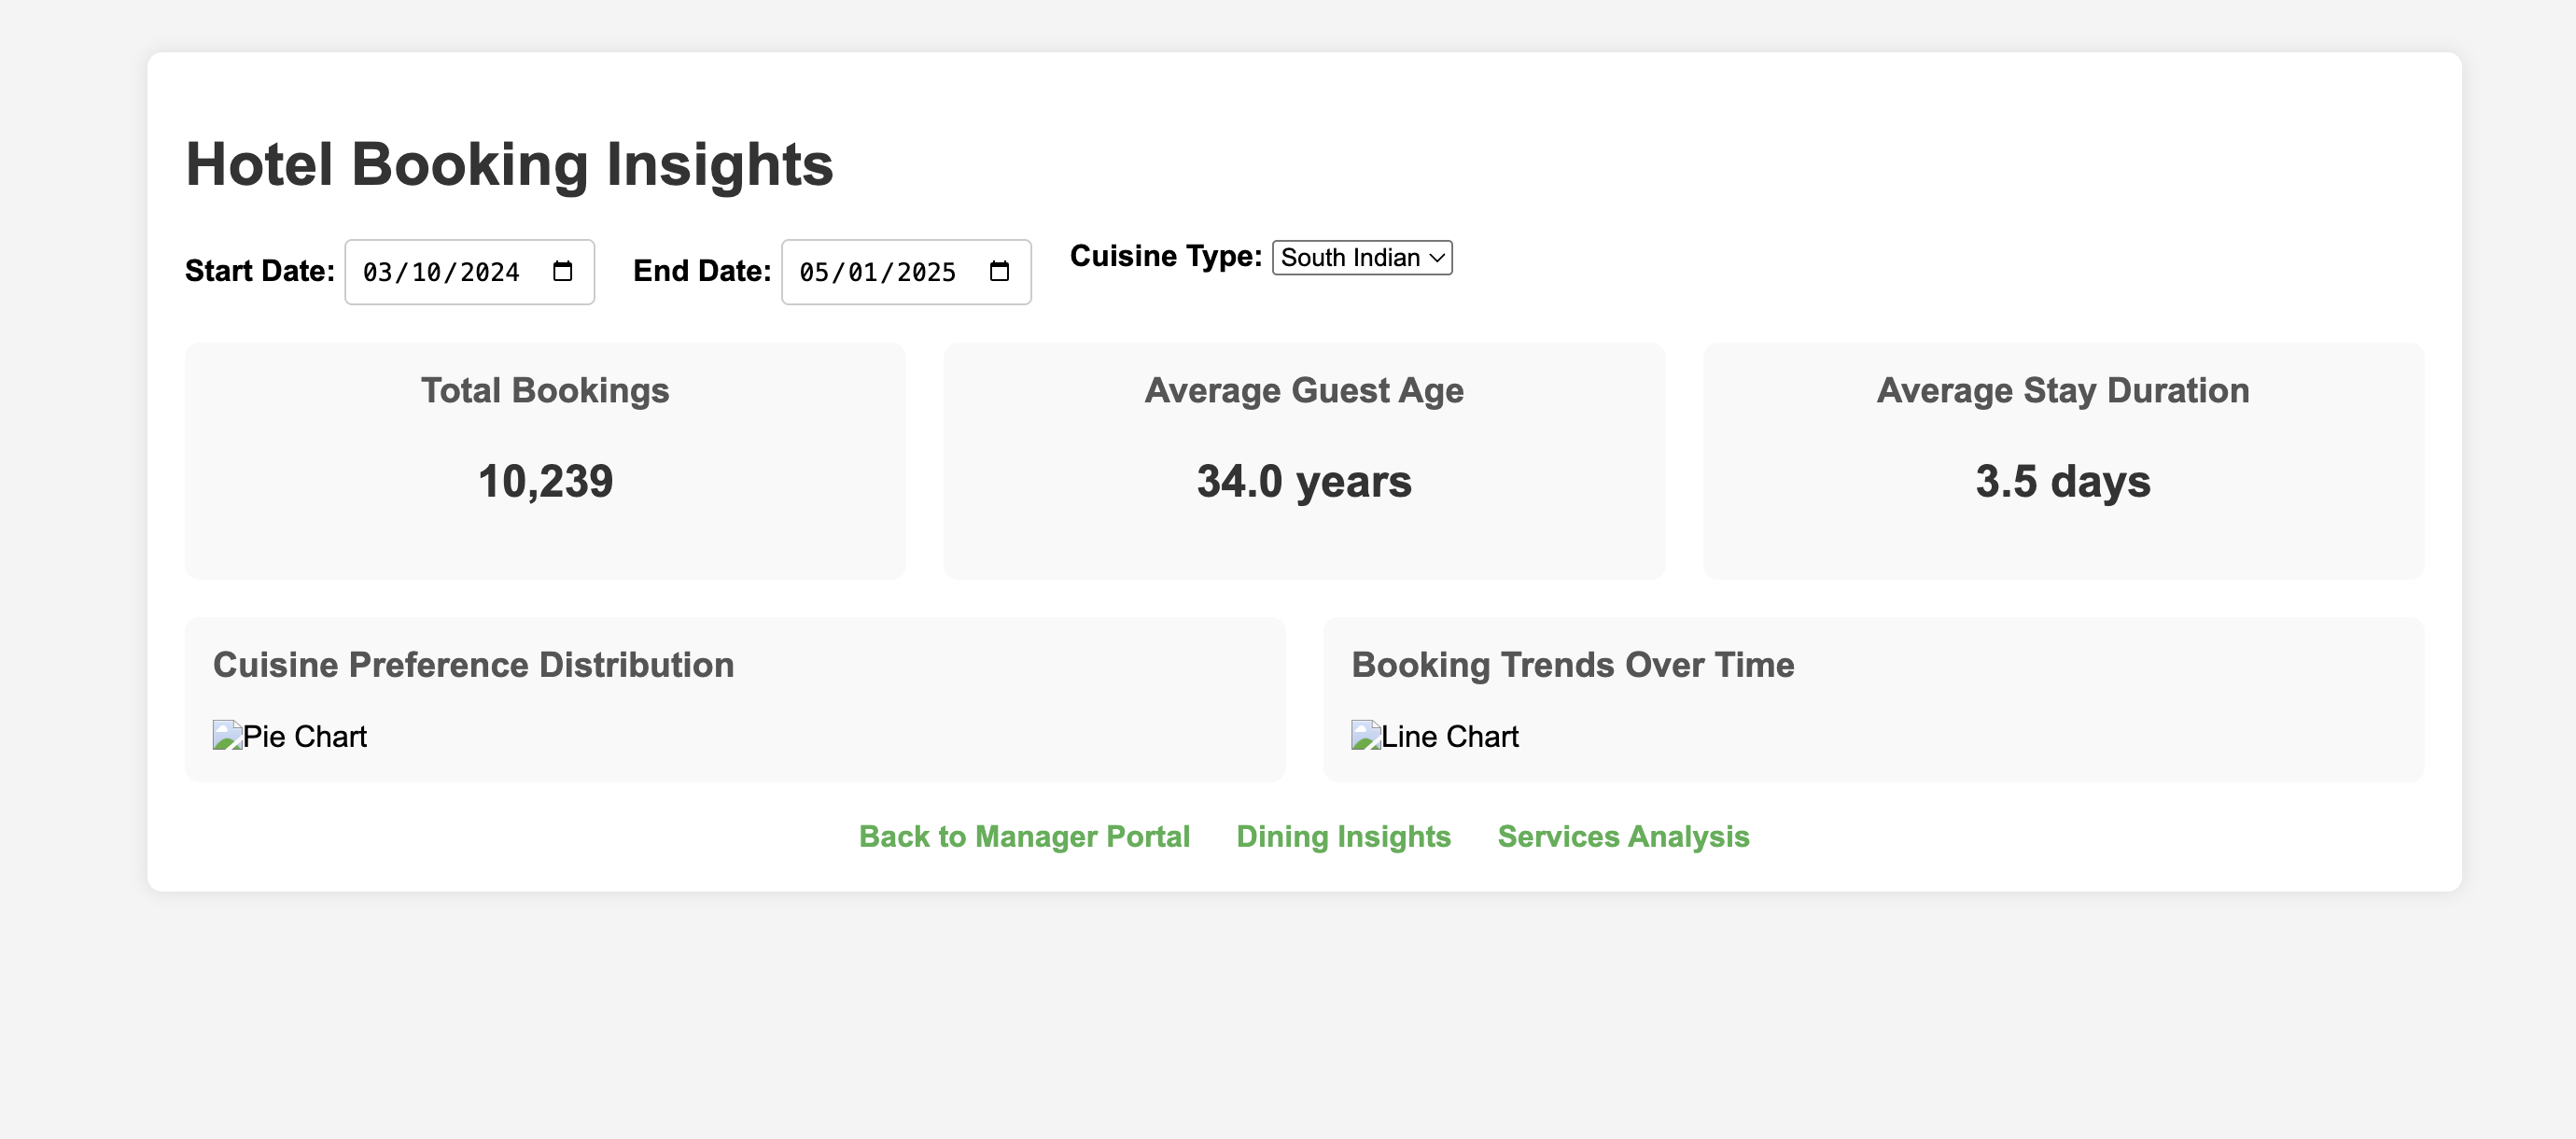 Hotel Booking Insights
Start Date: 03/10/2024 End Date: 05/01/2025 Cuisine Type: South Indian
Total Bookings
10,239
Average Guest Age
34.0 years
Average Stay Duration
3.5 days
Cuisine Preference Distribution
Pie Chart
Booking Trends Over Time
Line Chart
Back to Manager Portal Dining Insights Services Analysis